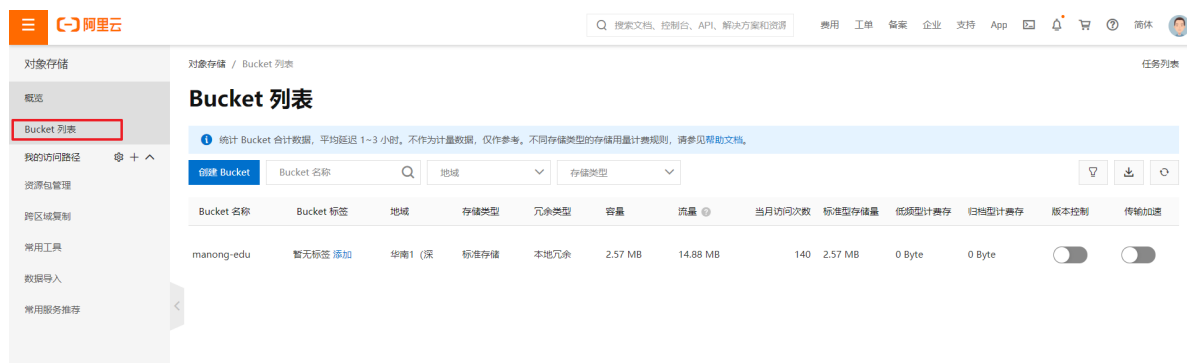 阿里云
搜索文档、控制台、API、解决方案和资源
费用 工单 备案 企业 支持 App 简体
对象存储
对象存储 / Bucket 列表
任务列表
概览
Bucket 列表
Bucket 列表
统计 Bucket 合计数据，平均延迟 1~3 小时。不作为计量数据，仅作参考。不同存储类型的存储用量计费规则，请参见帮助文档。
我的访问路径
创建 Bucket Bucket 名称 地域 存储类型
资源包管理
跨区域复制
Bucket 名称 Bucket 标签 地域 存储类型 冗余类型 容量 流量 当月访问次数 标准型存储量 低频型计费存 归档型计费存 版本控制 传输加速
常用工具
manong-edu 暂无标签 添加 华南1（深 标准存储 本地冗余 2.57 MB 14.88 MB 140 2.57 MB 0 Byte 0 Byte
数据导入
常用服务推荐